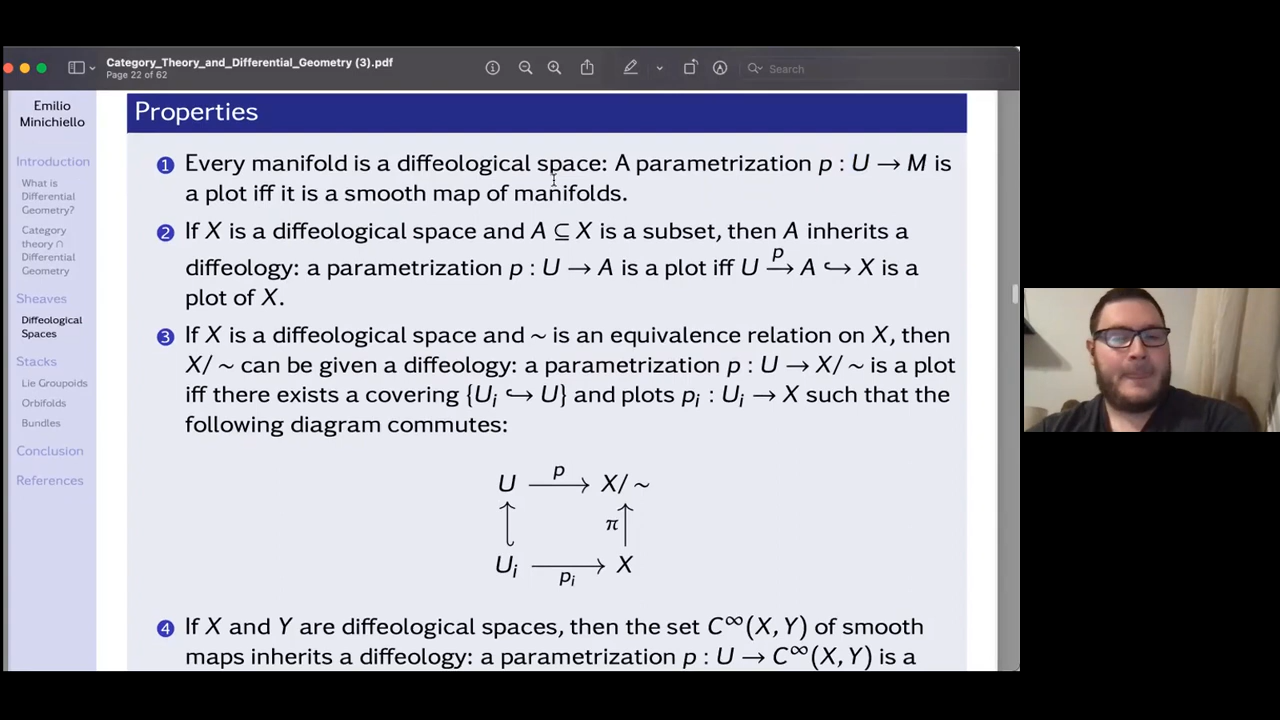 Category_Theory_and_Differential_Geometry (3).pdf
Page 22 of 62
Search
Emilio
Minichiello
Introduction
What is
Differential
Geometry?
Category
theory ∩
Differential
Geometry
Sheaves
Diffeological
Spaces
Stacks
Lie Groupoids
Orbifolds
Bundles
Conclusion
References
Properties
1 Every manifold is a diffeological space: A parametrization p : U → M is
a plot iff it is a smooth map of manifolds.
2 If X is a diffeological space and A ⊆ X is a subset, then A inherits a
diffeology: a parametrization p : U → A is a plot iff U →^p A ↪ X is a
plot of X.
3 If X is a diffeological space and ~ is an equivalence relation on X, then
X/ ~ can be given a diffeology: a parametrization p : U → X/ ~ is a plot
iff there exists a covering {U_i ↪ U} and plots p_i : U_i → X such that the
following diagram commutes:
U p X/ ~
π
U_i p_i X
4 If X and Y are diffeological spaces, then the set C^∞(X, Y) of smooth
maps inherits a diffeology: a parametrization p : U → C^∞(X, Y) is a